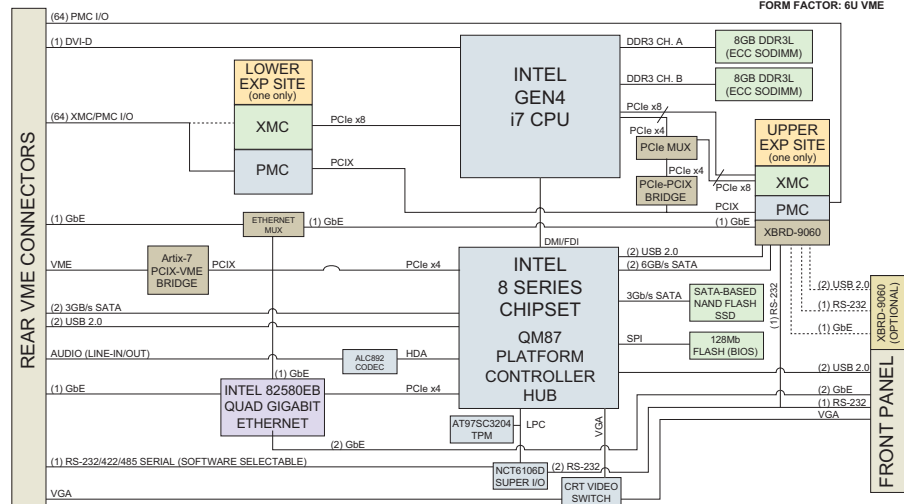 FORM FACTOR: 6U VME
REAR VME CONNECTORS
(64) PMC I/O
(1) DVI-D
LOWER
EXP SITE
(one only)
XMC
PMC
(64) XMC/PMC I/O
PCIe x8
PCIX
INTEL
GEN4
i7 CPU
DDR3 CH. A
8GB DDR3L
(ECC SODIMM)
DDR3 CH. B
8GB DDR3L
(ECC SODIMM)
PCIe x8
PCIe x4
PCIe MUX
PCIe x4
PCIe x8
PCIe-PCIX
BRIDGE
PCIX
UPPER
EXP SITE
(one only)
XMC
PMC
XBRD-9060
(1) GbE
ETHERNET
MUX
(1) GbE
(1) GbE
DMI/FDI
VME
Artix-7
PCIX-VME
BRIDGE
PCIX
PCIe x4
INTEL
8 SERIES
CHIPSET
QM87
PLATFORM
CONTROLLER
HUB
(2) USB 2.0
(2) 6GB/s SATA
3Gb/s SATA
SATA-BASED
NAND FLASH
SSD
SPI
128Mb
FLASH (BIOS)
(1) RS-232
(2) USB 2.0
(1) RS-232
(1) GbE
XBRD-9060
(OPTIONAL)
(2) 3GB/s SATA
(2) USB 2.0
AUDIO (LINE-IN/OUT)
ALC892
CODEC
HDA
(1) GbE
(1) GbE
INTEL 82580EB
QUAD GIGABIT
ETHERNET
PCIe x4
(2) GbE
AT97SC3204
TPM
LPC
VGA
(2) USB 2.0
(2) GbE
(1) RS-232
VGA
FRONT PANEL
(1) RS-232/422/485 SERIAL (SOFTWARE SELECTABLE)
NCT6106D
SUPER I/O
(2) RS-232
VGA
CRT VIDEO
SWITCH